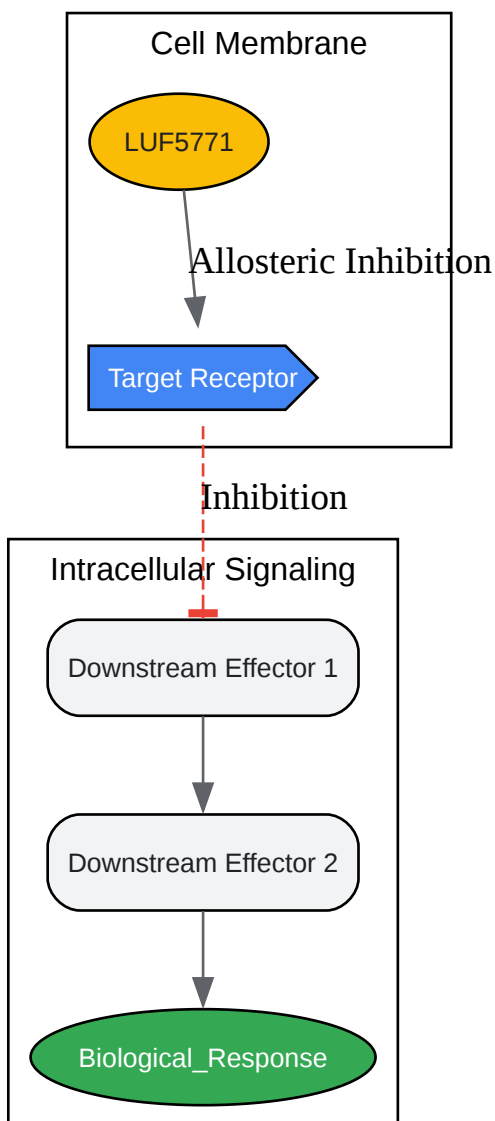 Cell Membrane
LUF5771
Allosteric Inhibition
Target Receptor
Inhibition
Intracellular Signaling
Downstream Effector 1
Downstream Effector 2
Biological_Response